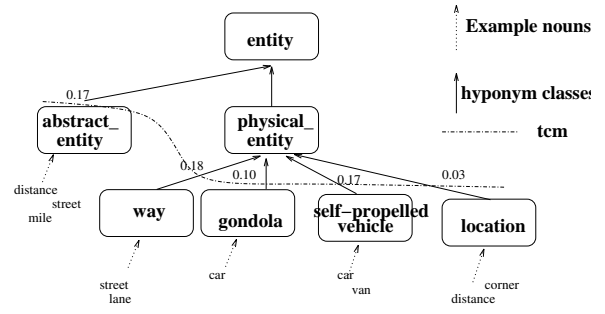 entity
Example nouns
hyponym classes
tcm
0.17
abstract_
entity
physical_
entity
0.18
0.10
0.17
0.03
distance
street
mile
way
gondola
self-propelled
vehicle
location
street
lane
car
car
van
corner
distance